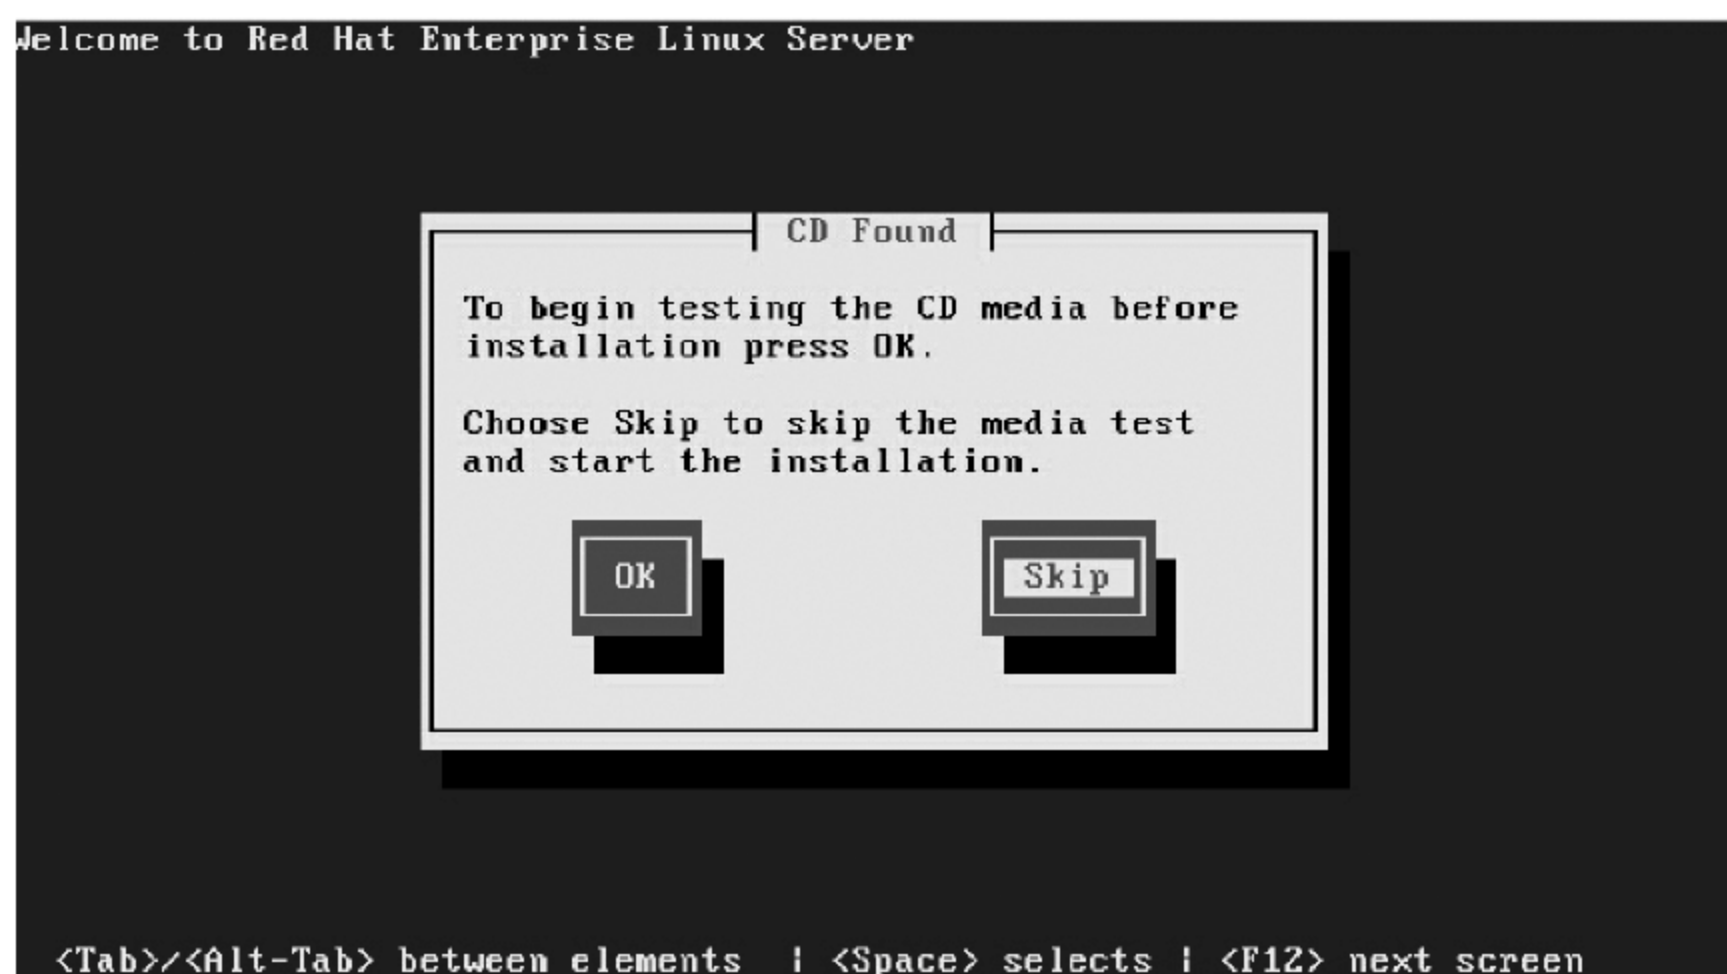 Welcome to Red Hat Enterprise Linux Server
CD Found
To begin testing the CD media before
installation press OK.
Choose Skip to skip the media test
and start the installation.
OK
Skip
<Tab>/<Alt-Tab> between elements | <Space> selects | <F12> next screen